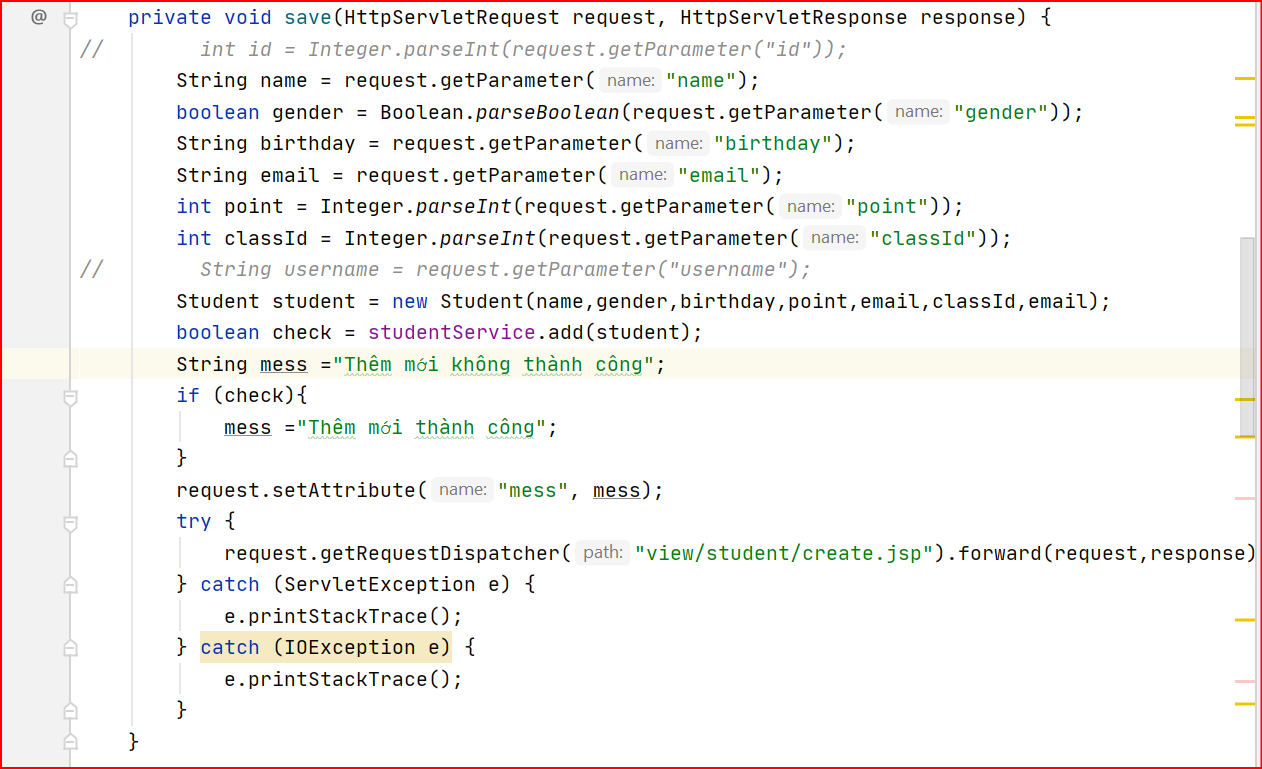 @ private void save(HttpServletRequest request, HttpServletResponse response) {
// int id = Integer.parseInt(request.getParameter("id"));
String name = request.getParameter( name: "name");
boolean gender = Boolean.parseBoolean(request.getParameter( name: "gender"));
String birthday = request.getParameter( name: "birthday");
String email = request.getParameter( name: "email");
int point = Integer.parseInt(request.getParameter( name: "point"));
int classId = Integer.parseInt(request.getParameter( name: "classId"));
// String username = request.getParameter("username");
Student student = new Student(name,gender,birthday,point,email,classId,email);
boolean check = studentService.add(student);
String mess ="Thêm mới không thành công";
if (check){
mess ="Thêm mới thành công";
}
request.setAttribute( name: "mess", mess);
try {
request.getRequestDispatcher( path: "view/student/create.jsp").forward(request,response)
} catch (ServletException e) {
e.printStackTrace();
} catch (IOException e) {
e.printStackTrace();
}
}